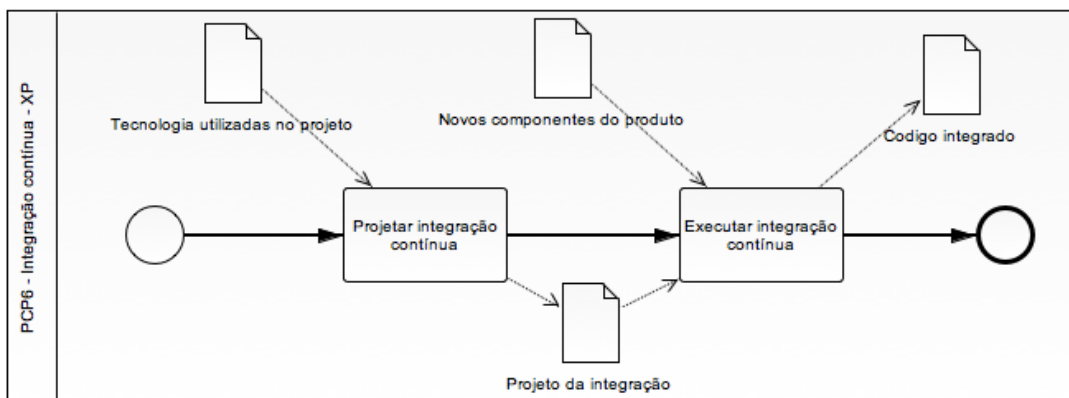 PCP6 - Integração contínua - XP
Tecnologia utilizadas no projeto
Novos componentes do produto
Codigo integrado
Projetar integração
contínua
Executar integração
contínua
Projeto da integração